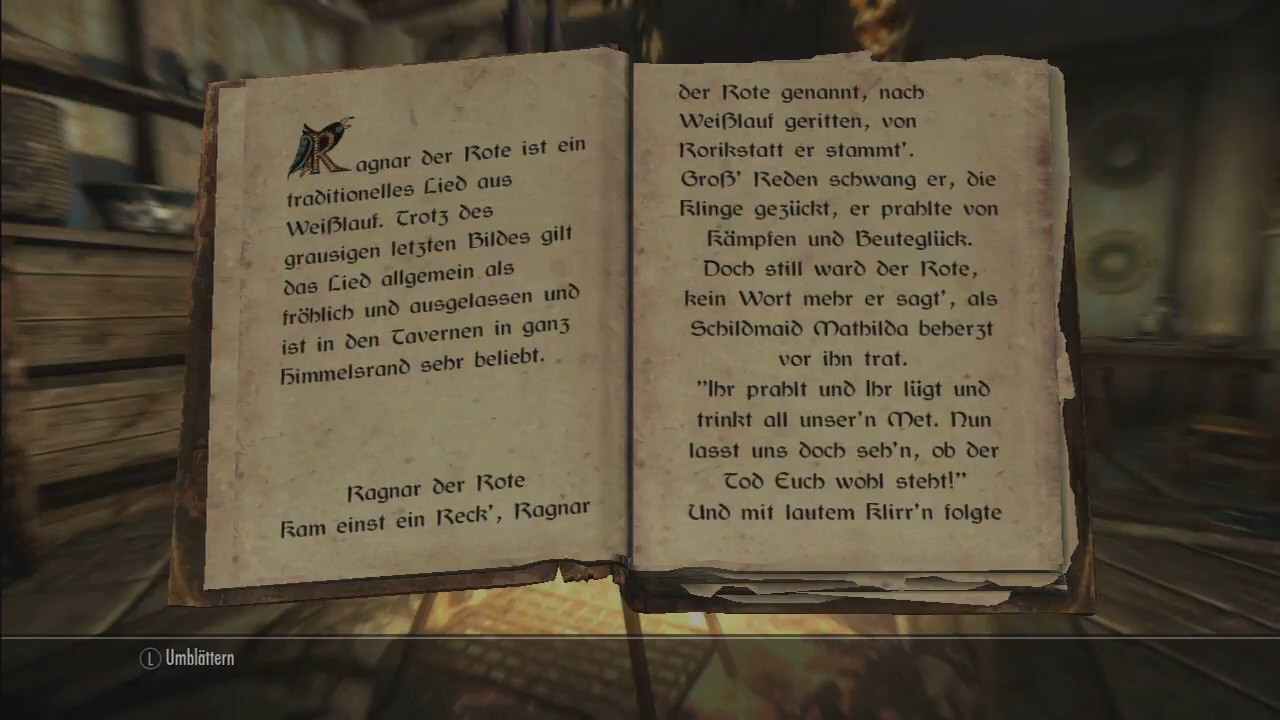 Ragnar der Rote ist ein
traditionelles Lied aus
Weißlauf. Trotz des
grausigen letzten Bildes gilt
das Lied allgemein als
fröhlich und ausgelassen und
ist in den Tavernen in ganz
Himmelsrand sehr beliebt.
Ragnar der Rote
Kam einst ein Reck', Ragnar
der Rote genannt, nach
Weißlauf geritten, von
Rorikstatt er stammt'.
Groß' Reden schwang er, die
Klinge gezückt, er prahlte von
Kämpfen und Beuteglück.
Doch still ward der Rote,
kein Wort mehr er sagt', als
Schildmaid Mathilda beherzt
vor ihn trat.
"Ihr prahlt und Ihr lügt und
trinkt all unser'n Met. Nun
lasst uns doch seh'n, ob der
Tod Euch wohl steht!"
Und mit lautem Klirr'n folgte
L Umblättern